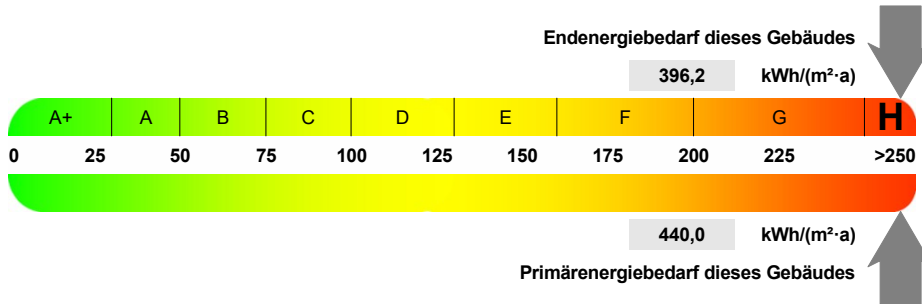 Endenergiebedarf dieses Gebäudes
396,2 kWh/(m²·a)
A+ A B C D E F G H
0 25 50 75 100 125 150 175 200 225 >250
440,0 kWh/(m²·a)
Primärenergiebedarf dieses Gebäudes